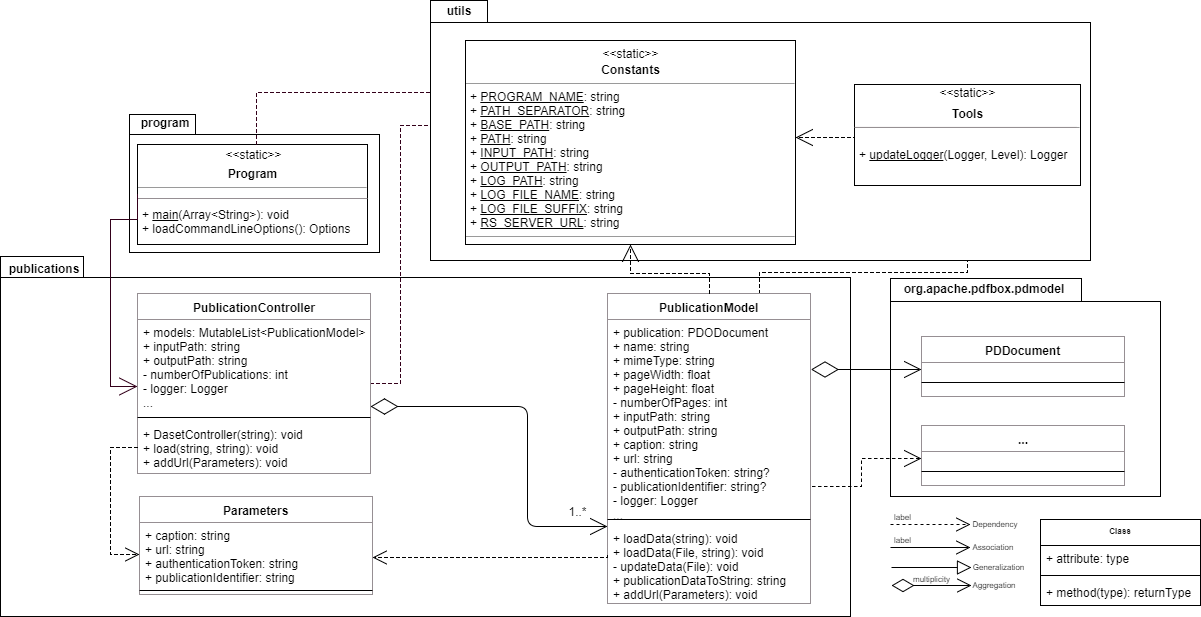 utils
<<static>>
Constants
+ PROGRAM_NAME: string
+ PATH_SEPARATOR: string
+ BASE_PATH: string
+ PATH: string
+ INPUT_PATH: string
+ OUTPUT_PATH: string
+ LOG_PATH: string
+ LOG_FILE_NAME: string
+ LOG_FILE_SUFFIX: string
+ RS_SERVER_URL: string
<<static>>
Tools
+ updateLogger(Logger, Level): Logger
program
<<static>>
Program
+ main(Array<String>): void
+ loadCommandLineOptions(): Options
publications
PublicationController
+ models: MutableList<PublicationModel>
+ inputPath: string
+ outputPath: string
- numberOfPublications: int
- logger: Logger
...
+ DasetController(string): void
+ load(string, string): void
+ addUrl(Parameters): void
Parameters
+ caption: string
+ url: string
+ authenticationToken: string
+ publicationIdentifier: string
1..*
PublicationModel
+ publication: PDODocument
+ name: string
+ mimeType: string
+ pageWidth: float
+ pageHeight: float
- numberOfPages: int
+ inputPath: string
+ outputPath: string
+ caption: string
+ url: string
- authenticationToken: string?
- publicationIdentifier: string?
- logger: Logger
...
+ loadData(string): void
+ loadData(File, string): void
- updateData(File): void
+ publicationDataToString: string
+ addUrl(Parameters): void
org.apache.pdfbox.pdmodel
PDDocument
...
label
Dependency
label
Association
Generalization
multiplicity
Aggregation
Class
+ attribute: type
+ method(type): returnType